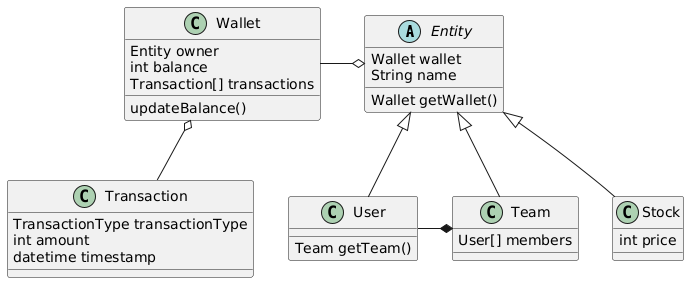 C Wallet
Entity owner
int balance
Transaction[] transactions
updateBalance()
A Entity
Wallet wallet
String name
Wallet getWallet()
C Transaction
TransactionType transactionType
int amount
datetime timestamp
C User
Team getTeam()
C Team
User[] members
C Stock
int price